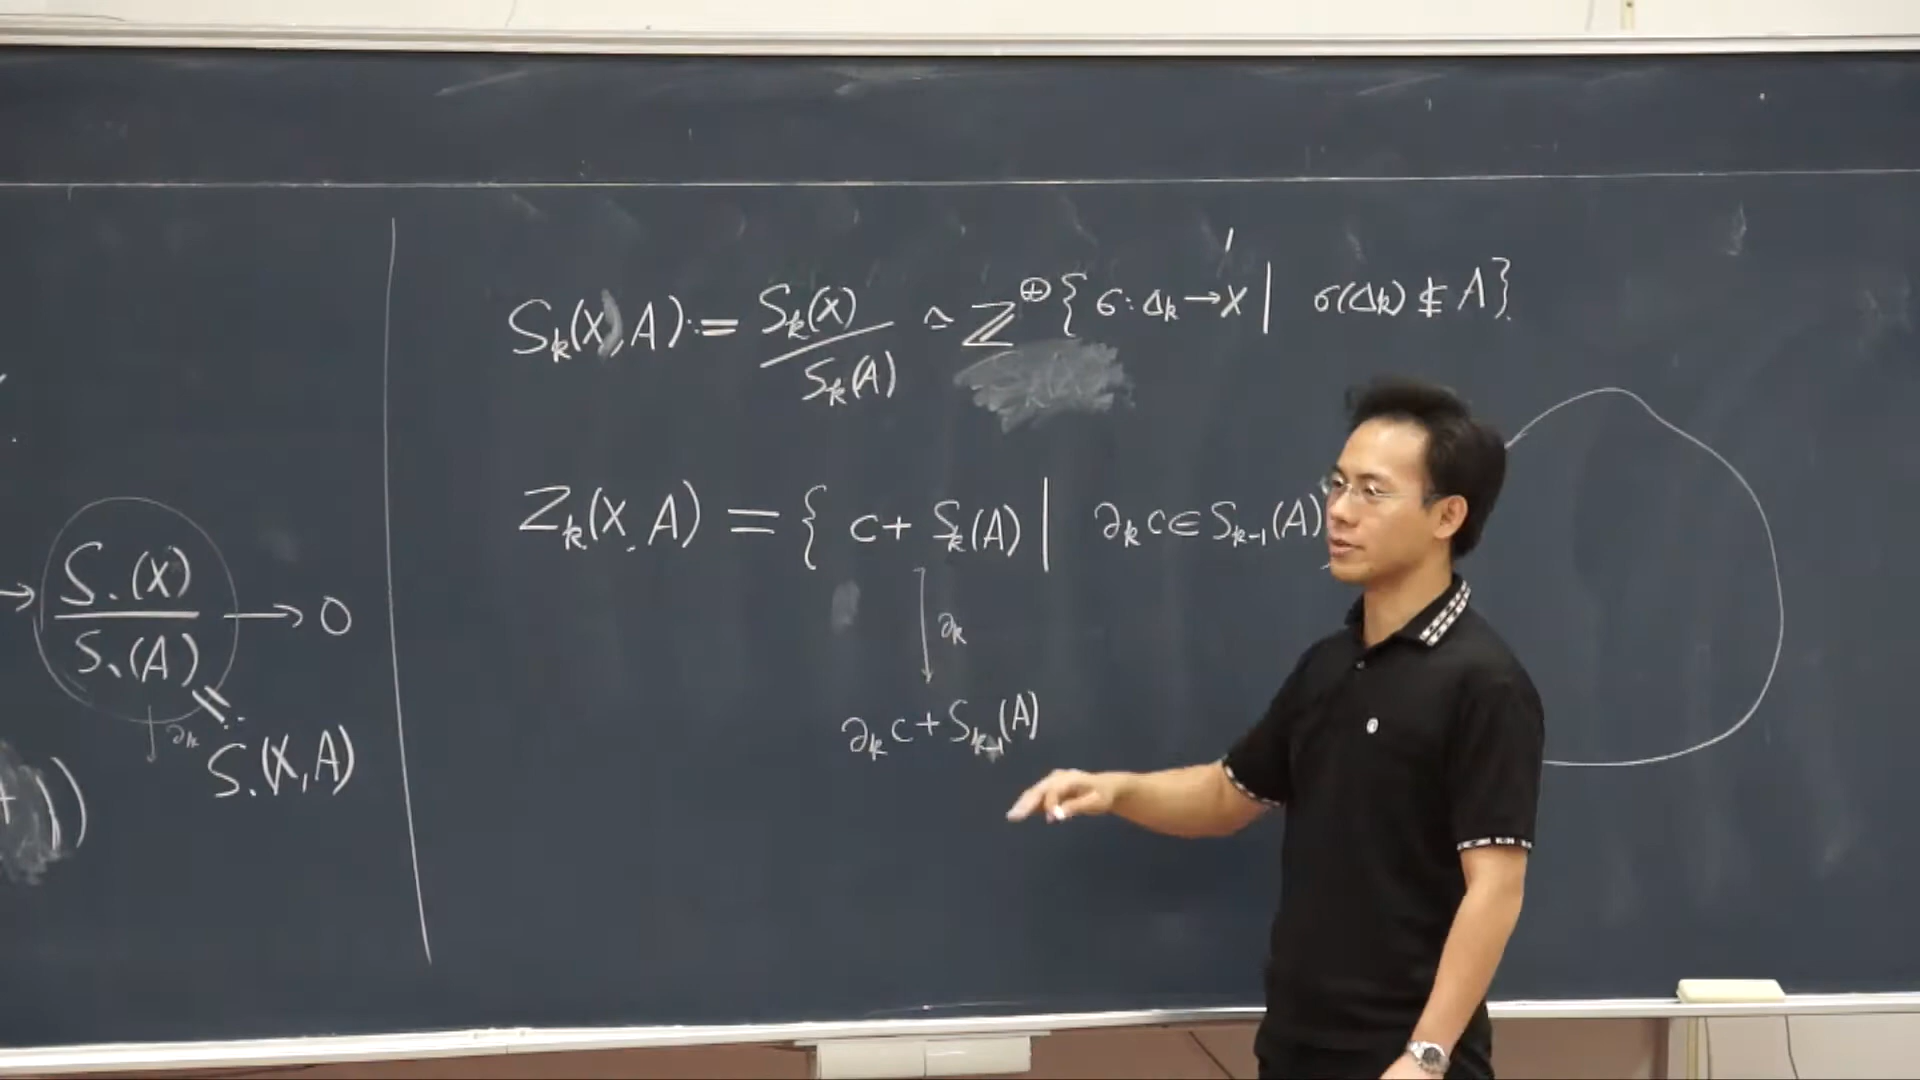 S_k(X,A) := S_k(X) / S_k(A) ≃ ℤ^⊕{σ: Δ_k → X | σ(Δ_k) ⊄ A}
Z_k(X,A) = { c + S_k(A) | ∂_k c ∈ S_{k-1}(A)
↓ ∂_k
∂_k c + S_{k-1}(A)
→ S.(X) / S.(A) → 0
↓ ∂_k
S.(X,A)
))